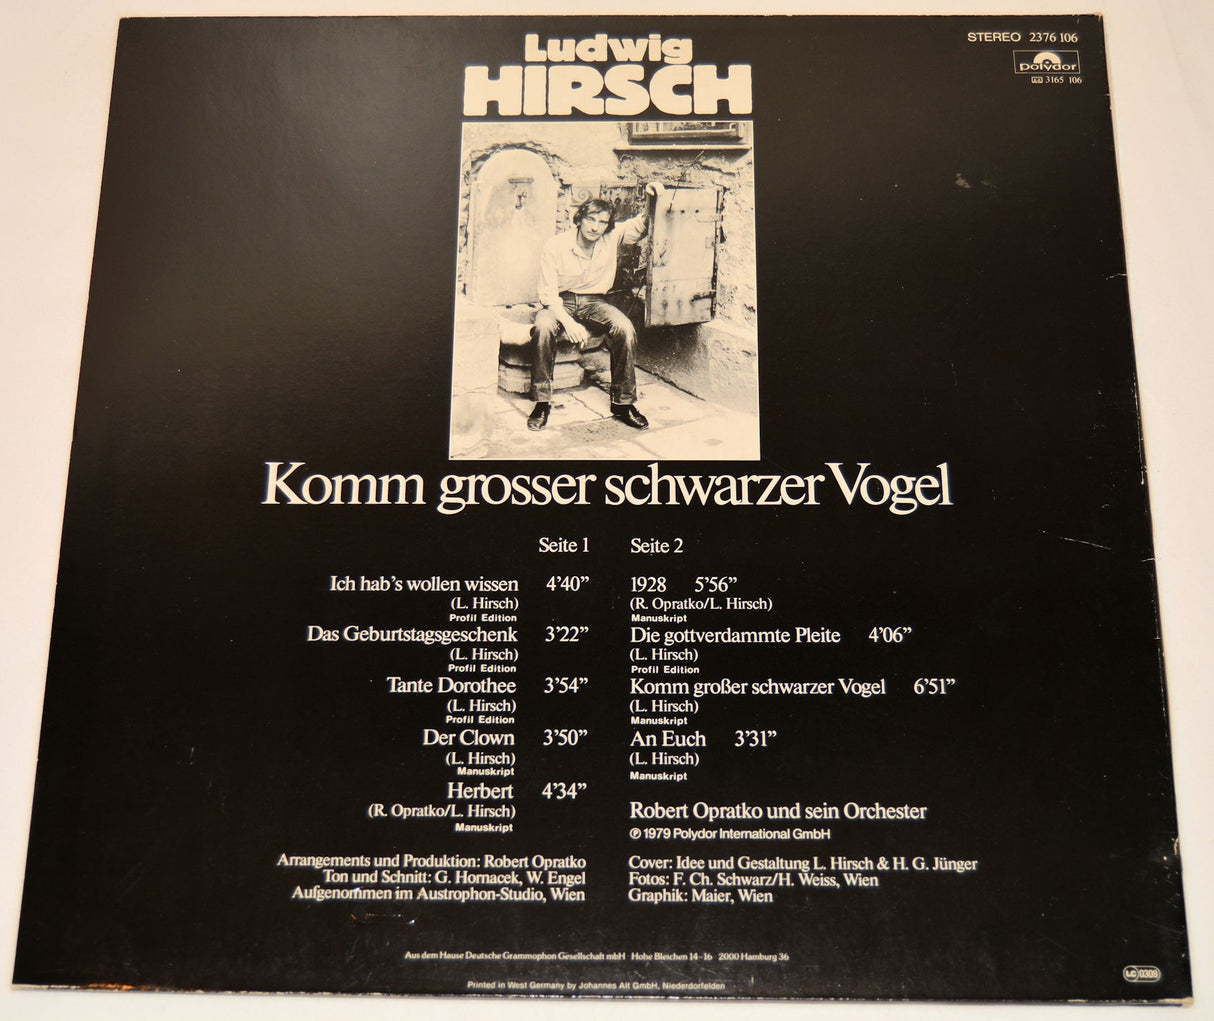 Ludwig
HIRSCH
STEREO 2376 106
Polydor
3165 106
Komm grosser schwarzer Vogel
Seite 1
Ich hab's wollen wissen 4'40”
(L. Hirsch)
Profil Edition
Das Geburtstagsgeschenk 3'22”
(L. Hirsch)
Profil Edition
Tante Dorothee 3'54”
(L. Hirsch)
Profil Edition
Der Clown 3'50”
(L. Hirsch)
Manuskript
Herbert 4'34”
(R. Opratko/L. Hirsch)
Manuskript
Arrangements und Produktion: Robert Opratko
Ton und Schnitt: G. Hornacek, W. Engel
Aufgenommen im Austrophon-Studio, Wien
Seite 2
1928 5'56”
(R. Opratko/L. Hirsch)
Manuskript
Die gottverdammte Pleite 4'06”
(L. Hirsch)
Profil Edition
Komm großer schwarzer Vogel 6'51”
(L. Hirsch)
Manuskript
An Euch 3'31”
(L. Hirsch)
Manuskript
Robert Opratko und sein Orchester
℗ 1979 Polydor International GmbH
Cover: Idee und Gestaltung L. Hirsch & H. G. Jünger
Fotos: F. Ch. Schwarz/H. Weiss, Wien
Graphik: Maier, Wien
Aus dem Hause Deutsche Grammophon Gesellschaft mbH Hohe Bleichen 14-16 2000 Hamburg 36
Printed in West Germany by Johannes Alt GmbH, Niederdorfelden
LC 0309